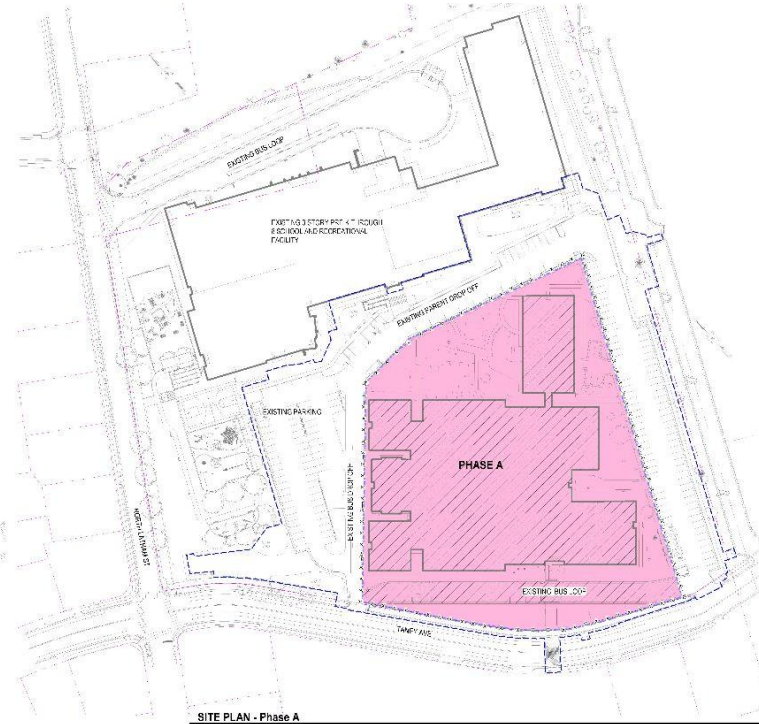 EXISTING BUS LOOP
EXISTING 3 STORY PRE-K THROUGH
8 SCHOOL AND RECREATIONAL
FACILITY
EXISTING PARENT DROP OFF
EXISTING PARKING
EXISTING BUS DROP OFF
PHASE A
NORTH LATHAM ST
EXISTING BUS LOOP
TANEY AVE
SITE PLAN - Phase A